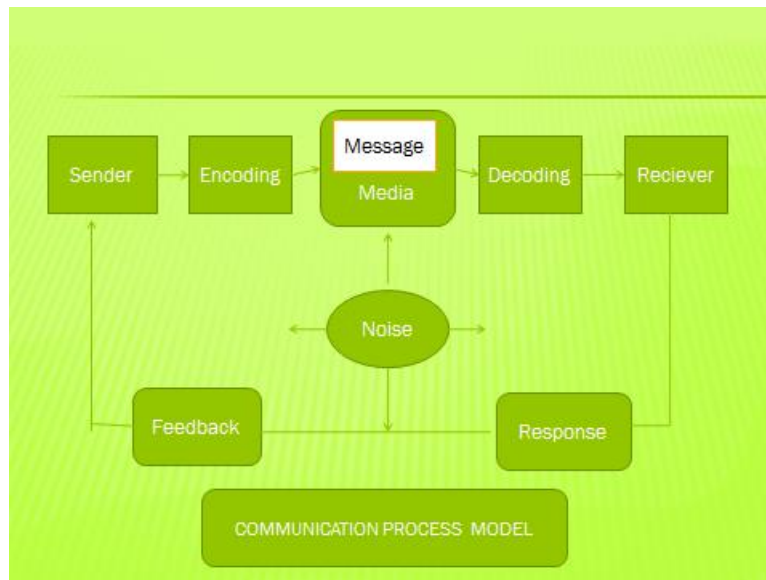 Message
Sender
Encoding
Media
Decoding
Reciever
Noise
Feedback
Response
COMMUNICATION PROCESS MODEL